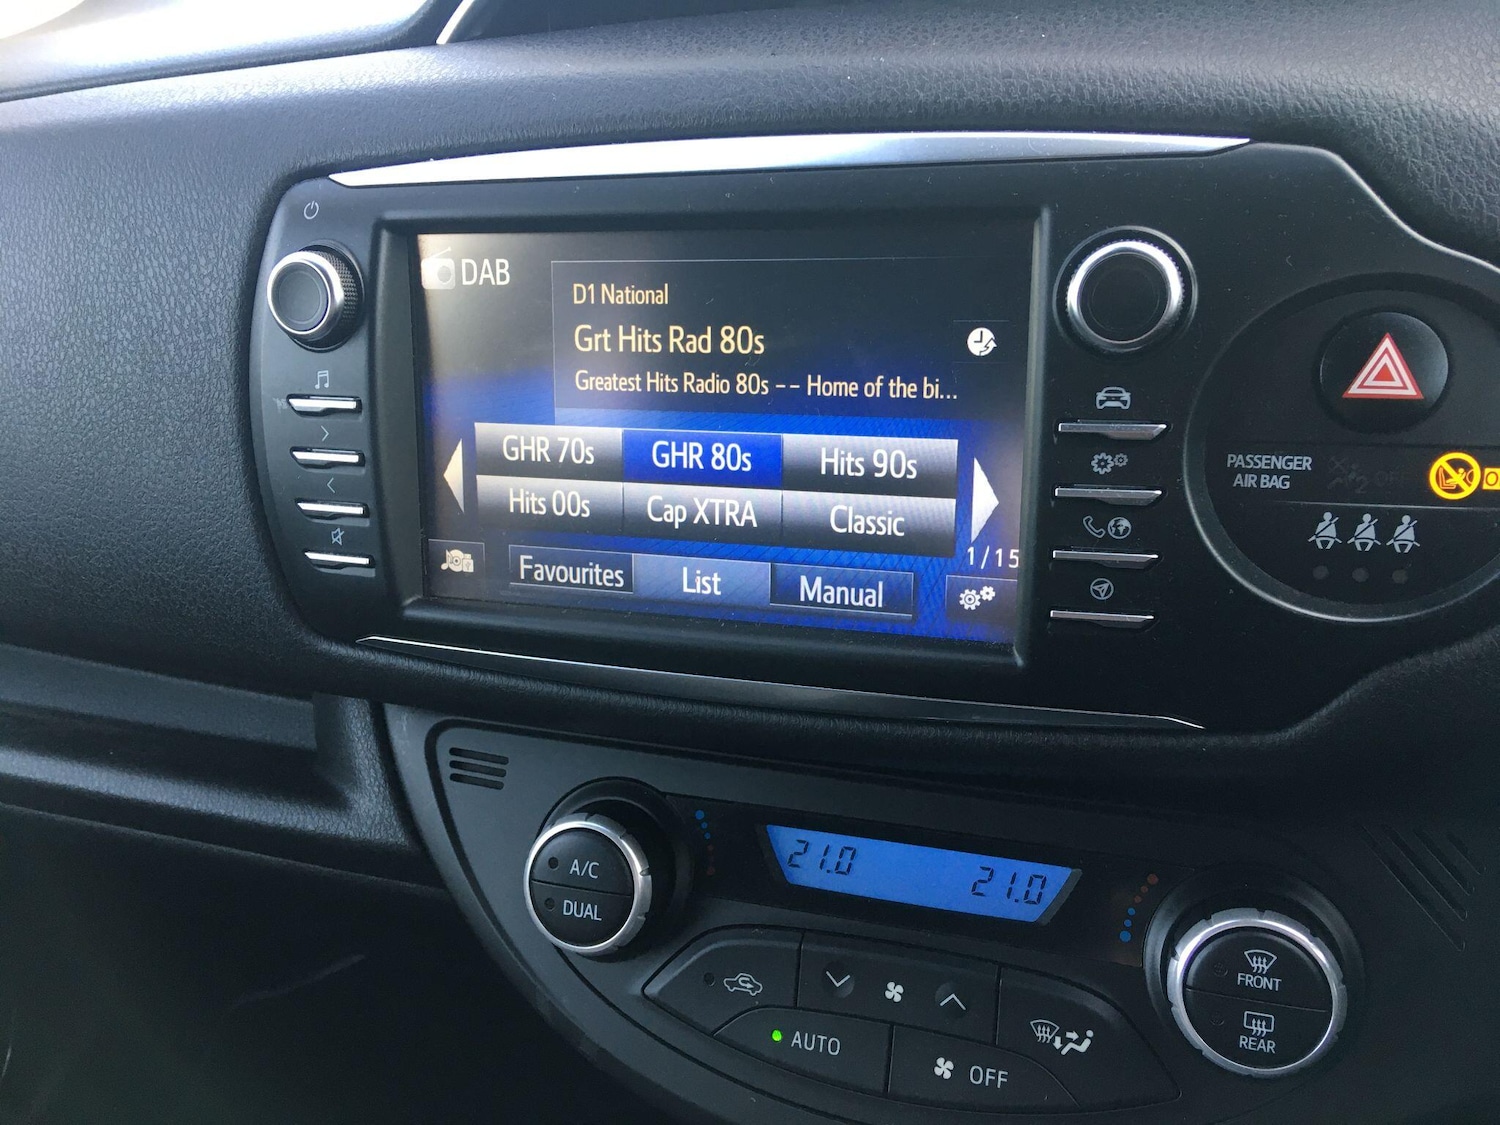 DAB
D1 National
Grt Hits Rad 80s
Greatest Hits Radio 80s -- Home of the bi...
GHR 70s GHR 80s Hits 90s
Hits 00s Cap XTRA Classic
1/15
Favourites List Manual
PASSENGER
AIR BAG
21.0 21.0
A/C
DUAL
AUTO
OFF
FRONT
REAR